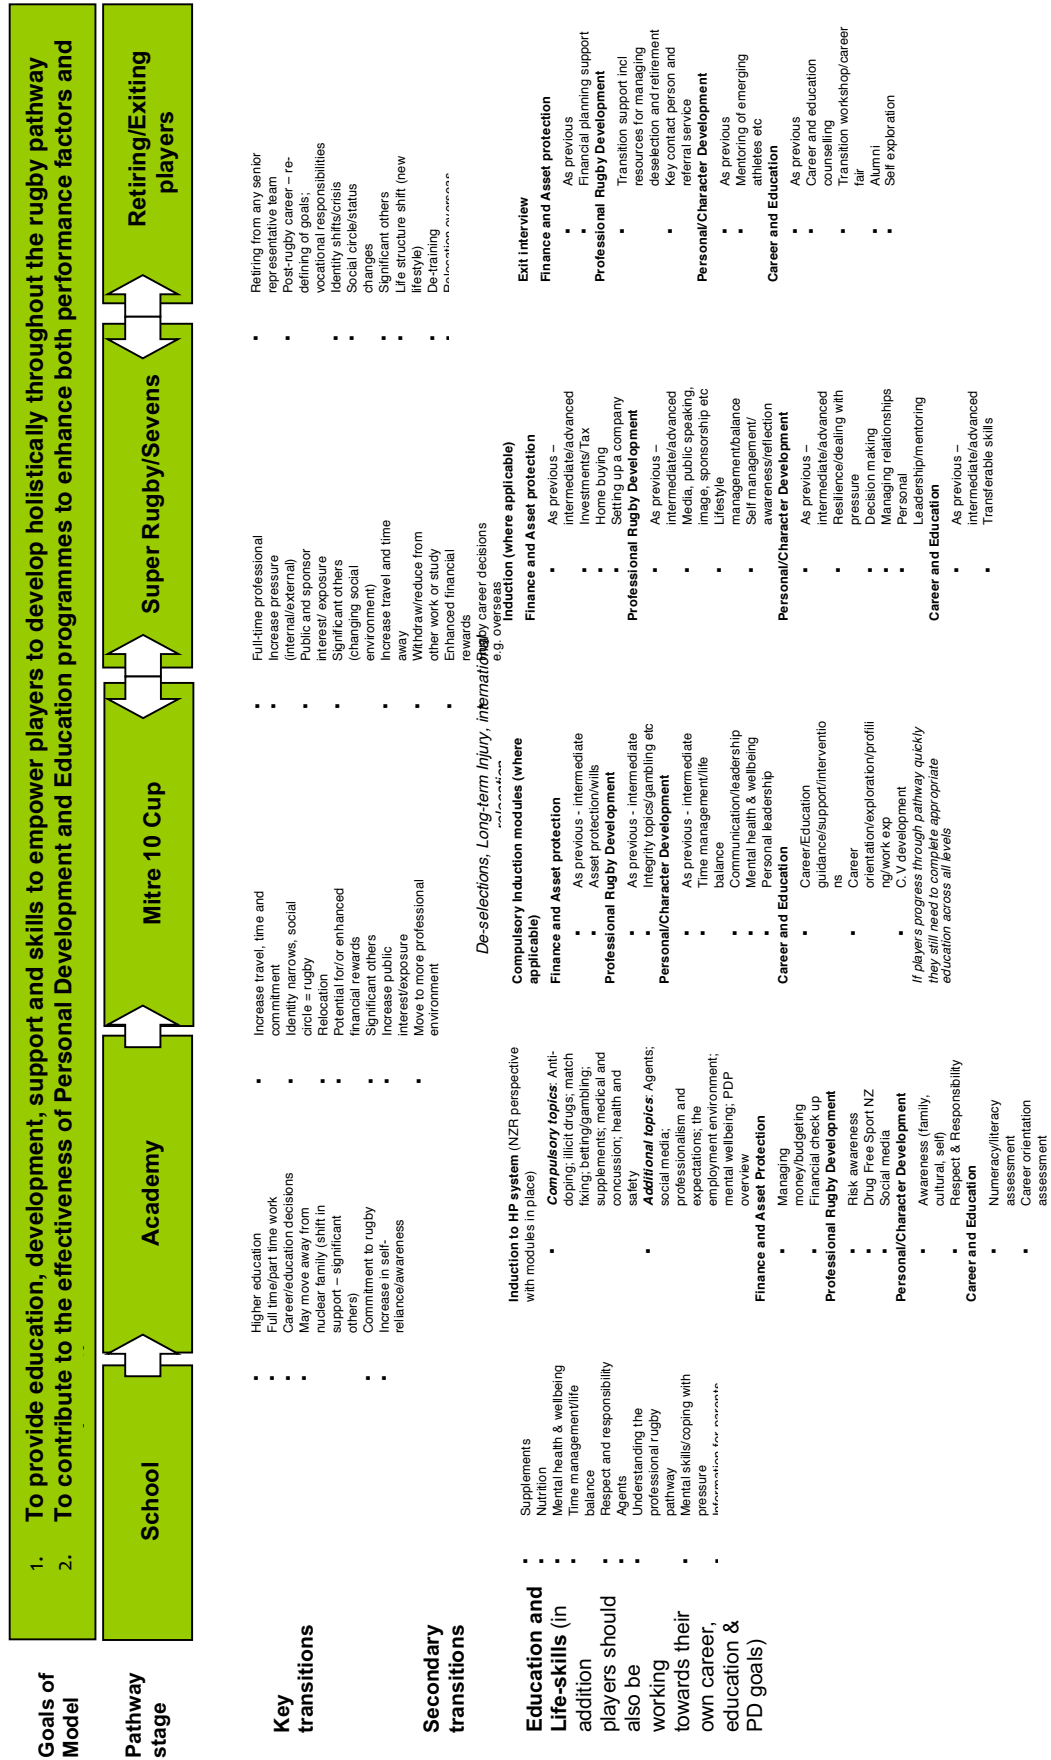 Goals of
Model
1. To provide education, development, support and skills to empower players to develop holistically throughout the rugby pathway
2. To contribute to the effectiveness of Personal Development and Education programmes to enhance both performance factors and
Pathway
stage
School
Academy
Mitre 10 Cup
Super Rugby/Sevens
Retiring/Exiting
players
Key
transitions
▪ Higher education
▪ Full time/part time work
▪ Career/education decisions
▪ May move away from
nuclear family (shift in
support – significant
others)
▪ Commitment to rugby
▪ Increase in self-
reliance/awareness
▪ Increase travel, time and
commitment
▪ Identity narrows, social
circle = rugby
▪ Relocation
▪ Potential for/or enhanced
financial rewards
▪ Significant others
▪ Increase public
interest/exposure
▪ Move to more professional
environment
▪ Full-time professional
▪ Increase pressure
(internal/external)
▪ Public and sponsor
interest/ exposure
▪ Significant others
(changing social
environment)
▪ Increase travel and time
away
▪ Withdraw/reduce from
other work or study
▪ Enhanced financial
rewards
▪ Rugby career decisions
e.g. overseas
▪ Retiring from any senior
representative team
▪ Post-rugby career – re-
defining of goals;
vocational responsibilities
▪ Identity shifts/crisis
▪ Social circle/status
changes
▪ Significant others
▪ Life structure shift (new
lifestyle)
▪ De-training
▪ Relocation overseas
Secondary
transitions
De-selections, Long-term Injury, international
relocation
Education and
Life-skills (in
addition
players should
also be
working
towards their
own career,
education &
PD goals)
▪ Supplements
▪ Nutrition
▪ Mental health & wellbeing
▪ Time management/life
balance
▪ Respect and responsibility
▪ Agents
▪ Understanding the
professional rugby
pathway
▪ Mental skills/coping with
pressure
▪ Information for parents
Induction to HP system (NZR perspective
with modules in place)
▪ Compulsory topics: Anti-
doping; illicit drugs; match
fixing; betting/gambling;
supplements; medical and
concussion; health and
safety
▪ Additional topics: Agents;
social media;
professionalism and
expectations; the
employment environment;
mental wellbeing; PDP
overview
Finance and Asset Protection
▪ Managing
money/budgeting
▪ Financial check up
Professional Rugby Development
▪ Risk awareness
▪ Drug Free Sport NZ
▪ Social media
Personal/Character Development
▪ Awareness (family,
cultural, self)
▪ Respect & Responsibility
Career and Education
▪ Numeracy/literacy
assessment
▪ Career orientation
assessment
Compulsory Induction modules (where
applicable)
Finance and Asset protection
▪ As previous - intermediate
▪ Asset protection/wills
Professional Rugby Development
▪ As previous - intermediate
▪ Integrity topics/gambling etc
Personal/Character Development
▪ As previous - intermediate
▪ Time management/life
balance
▪ Communication/leadership
▪ Mental health & wellbeing
▪ Personal leadership
Career and Education
▪ Career/Education
guidance/support/interventio
ns
▪ Career
orientation/exploration/profili
ng/work exp
▪ C. V development
If players progress through pathway quickly
they still need to complete appropriate
education across all levels
Induction (where applicable)
Finance and Asset protection
▪ As previous –
intermediate/advanced
▪ Investments/Tax
▪ Home buying
▪ Setting up a company
Professional Rugby Development
▪ As previous –
intermediate/advanced
▪ Media, public speaking,
image, sponsorship etc
▪ Lifestyle
management/balance
▪ Self management/
awareness/reflection
Personal/Character Development
▪ As previous –
intermediate/advanced
▪ Resilience/dealing with
pressure
▪ Decision making
▪ Managing relationships
▪ Personal
Leadership/mentoring
Career and Education
▪ As previous –
intermediate/advanced
▪ Transferable skills
Exit interview
Finance and Asset protection
▪ As previous
▪ Financial planning support
Professional Rugby Development
▪ Transition support incl
resources for managing
deselection and retirement
▪ Key contact person and
referral service
Personal/Character Development
▪ As previous
▪ Mentoring of emerging
athletes etc
Career and Education
▪ As previous
▪ Career and education
counselling
▪ Transition workshop/career
fair
▪ Alumni
▪ Self exploration